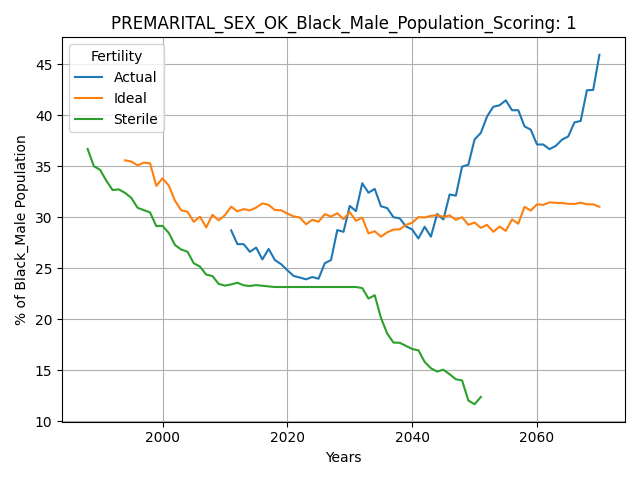 PREMARITAL_SEX_OK_Black_Male_Population_Scoring: 1
Fertility
Actual
Ideal
Sterile
% of Black_Male Population
45
40
35
30
25
20
15
10
2000
2020
2040
2060
Years